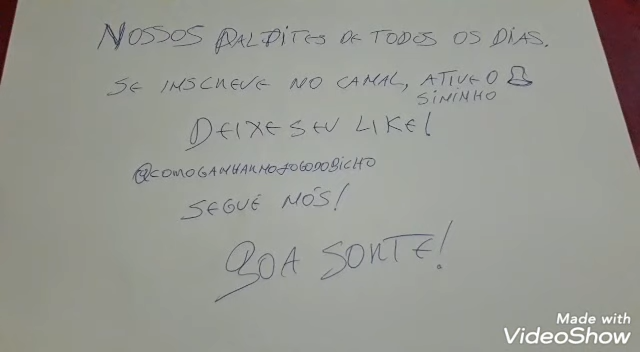 NOSSOS PALPITES DE TODOS OS DIAS.
SE INSCREVE NO CANAL, ATIVE O
SININHO
DEIXE SEU LIKE!
@COMOGANHARNOJOGODOBICHO
SEGUE NÓS!
BOA SORTE!
Made with
VideoShow